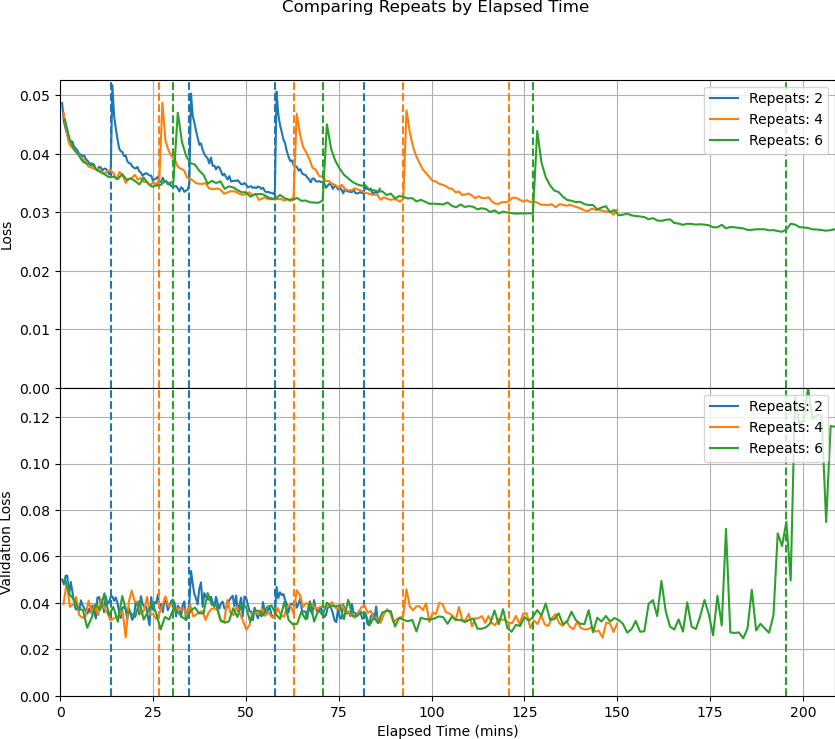 Comparing Repeats by Elapsed Time
0.05
0.04
0.03
0.02
0.01
0.00
Loss
Repeats: 2
Repeats: 4
Repeats: 6
0.12
0.10
0.08
0.06
0.04
0.02
0.00
Validation Loss
Repeats: 2
Repeats: 4
Repeats: 6
0 25 50 75 100 125 150 175 200
Elapsed Time (mins)